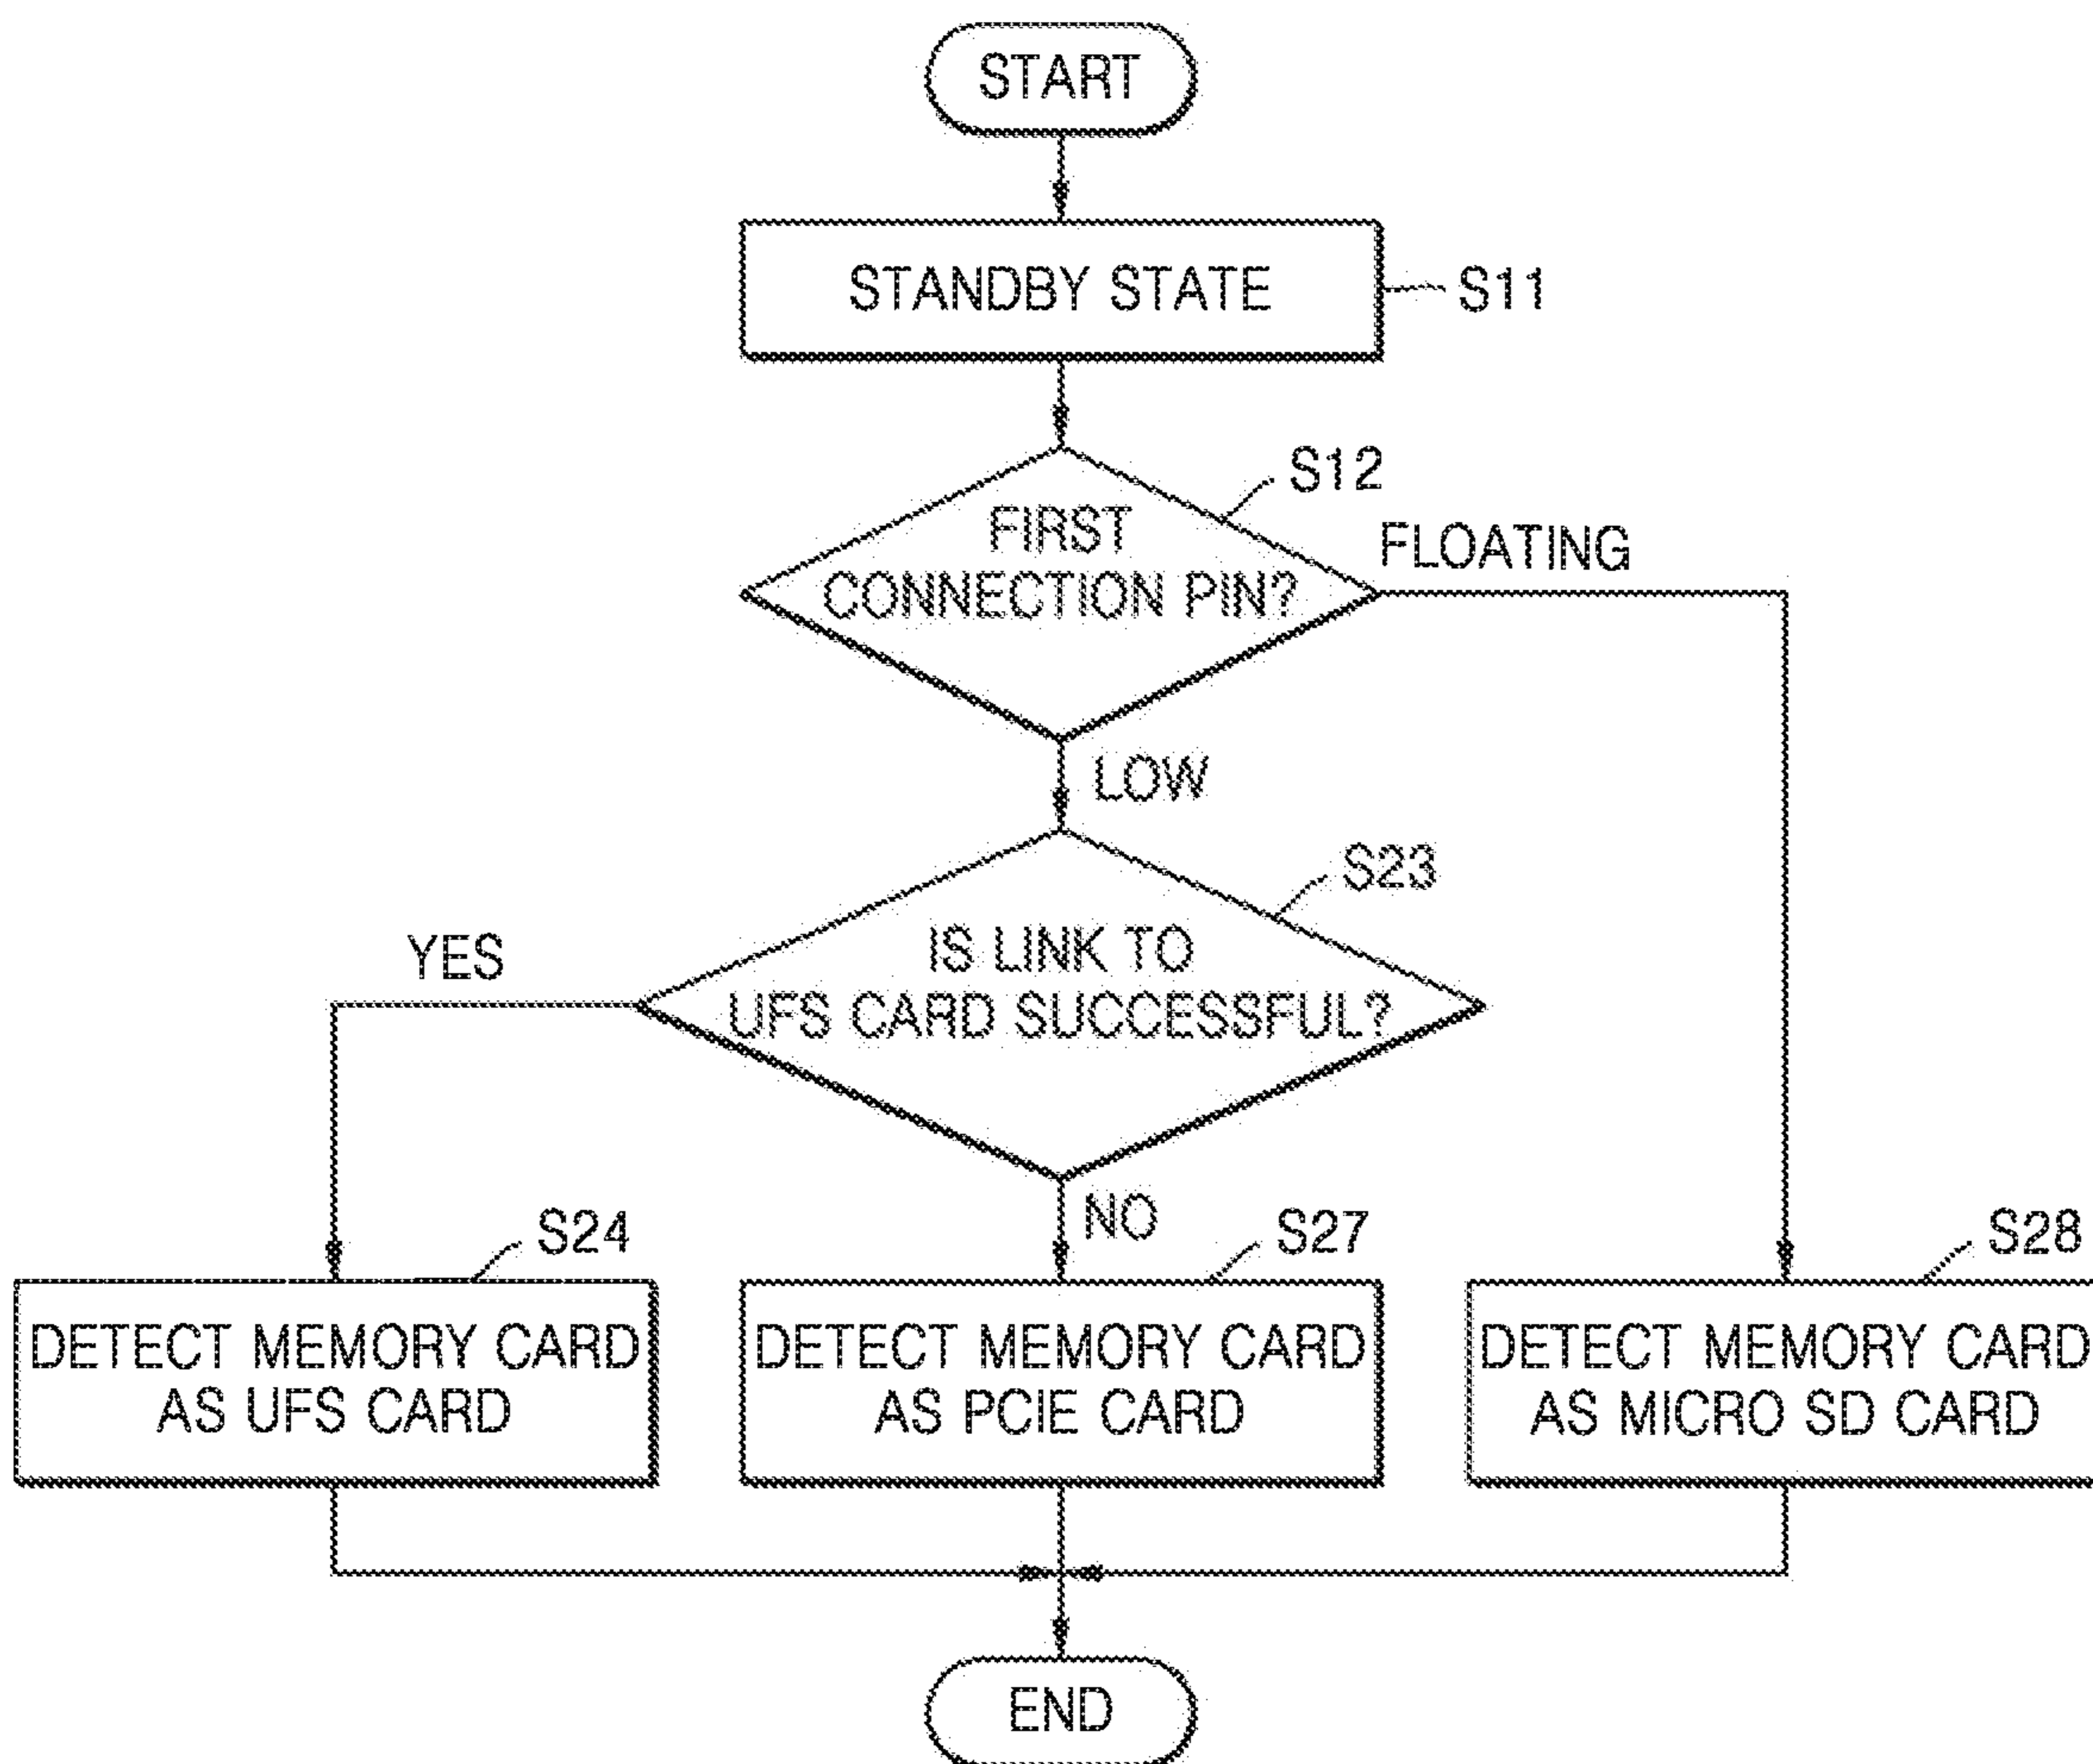 START
STANDBY STATE
S11
S12
FIRST
CONNECTION PIN?
FLOATING
LOW
S23
IS LINK TO
UFS CARD SUCCESSFUL?
YES
NO
S24
DETECT MEMORY CARD
AS UFS CARD
S27
DETECT MEMORY CARD
AS PCIE CARD
S28
DETECT MEMORY CARD
AS MICRO SD CARD
END